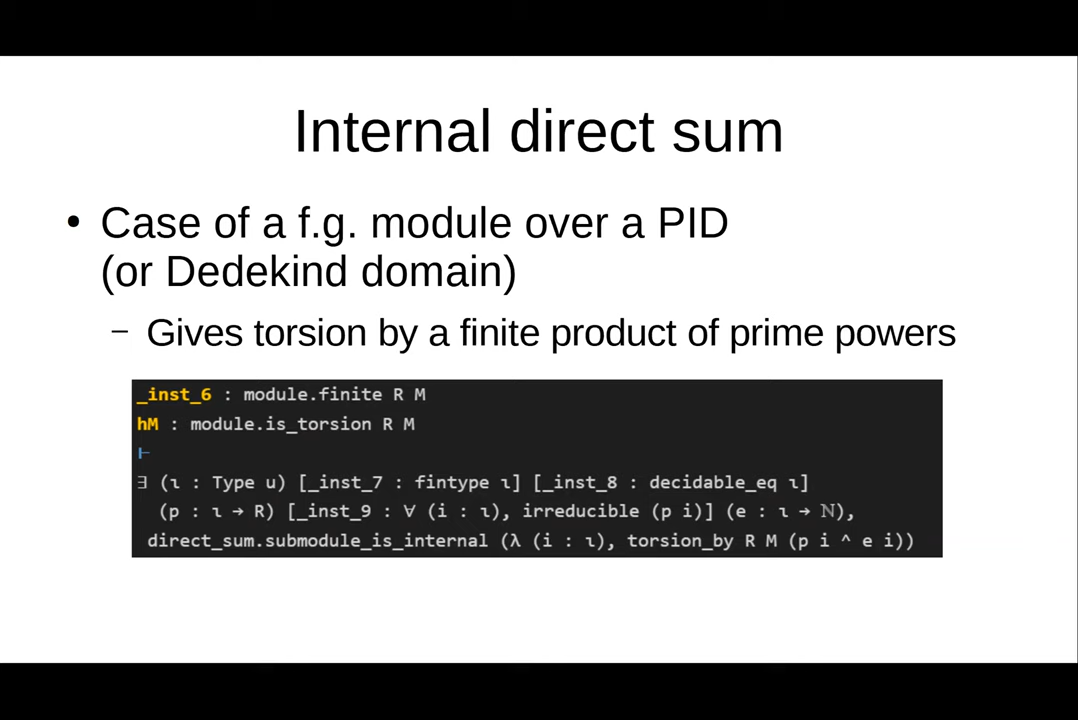 Internal direct sum
• Case of a f.g. module over a PID
(or Dedekind domain)
– Gives torsion by a finite product of prime powers
_inst_6 : module.finite R M
hM : module.is_torsion R M
⊢
∃ (ι : Type u) [_inst_7 : fintype ι] [_inst_8 : decidable_eq ι]
(p : ι → R) [_inst_9 : ∀ (i : ι), irreducible (p i)] (e : ι → ℕ),
direct_sum.submodule_is_internal (λ (i : ι), torsion_by R M (p i ^ e i))